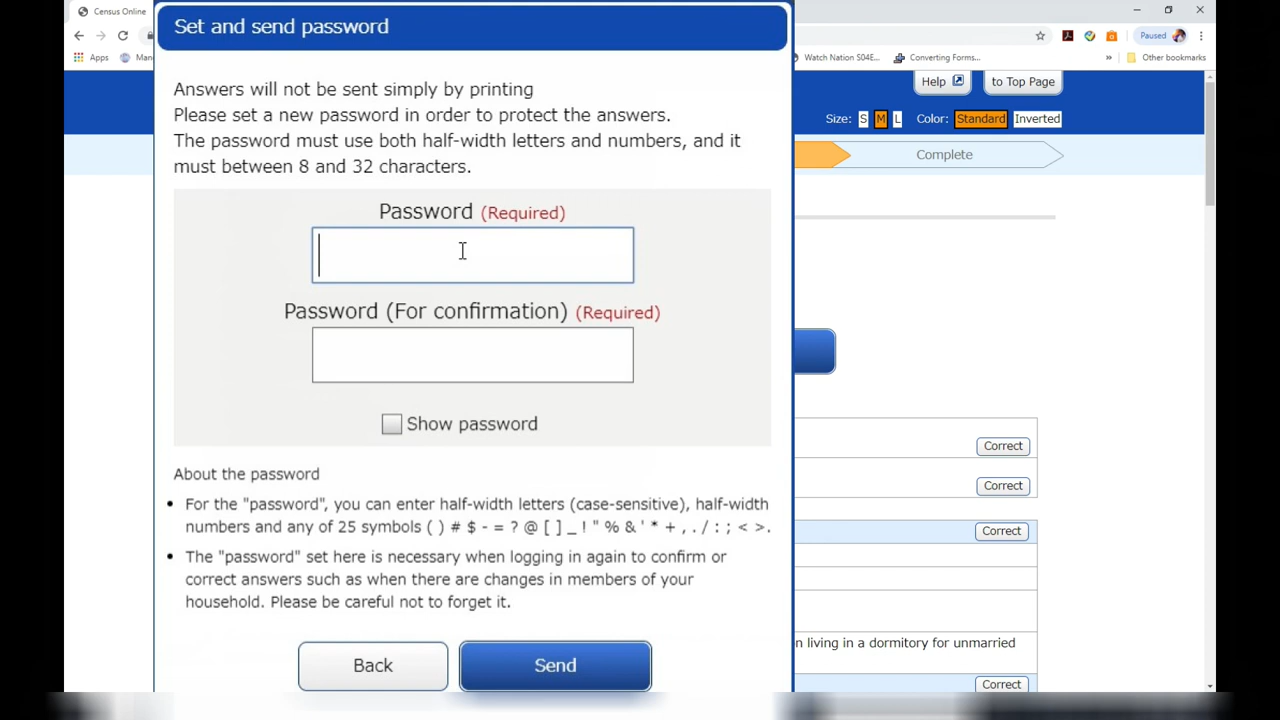 Census Online
Set and send password
Paused
Apps
Watch Nation S04E...
Converting Forms...
»
Other bookmarks
Help
to Top Page
Size: S M L Color: Standard Inverted
Complete
Answers will not be sent simply by printing
Please set a new password in order to protect the answers.
The password must use both half-width letters and numbers, and it
must between 8 and 32 characters.
Password (Required)
Password (For confirmation) (Required)
Show password
About the password
• For the "password", you can enter half-width letters (case-sensitive), half-width
numbers and any of 25 symbols ( ) # $ - = ? @ [ ] _ ! " % & ' * + , . / : ; < >.
• The "password" set here is necessary when logging in again to confirm or
correct answers such as when there are changes in members of your
household. Please be careful not to forget it.
Back
Send
Correct
Correct
Correct
n living in a dormitory for unmarried
Correct